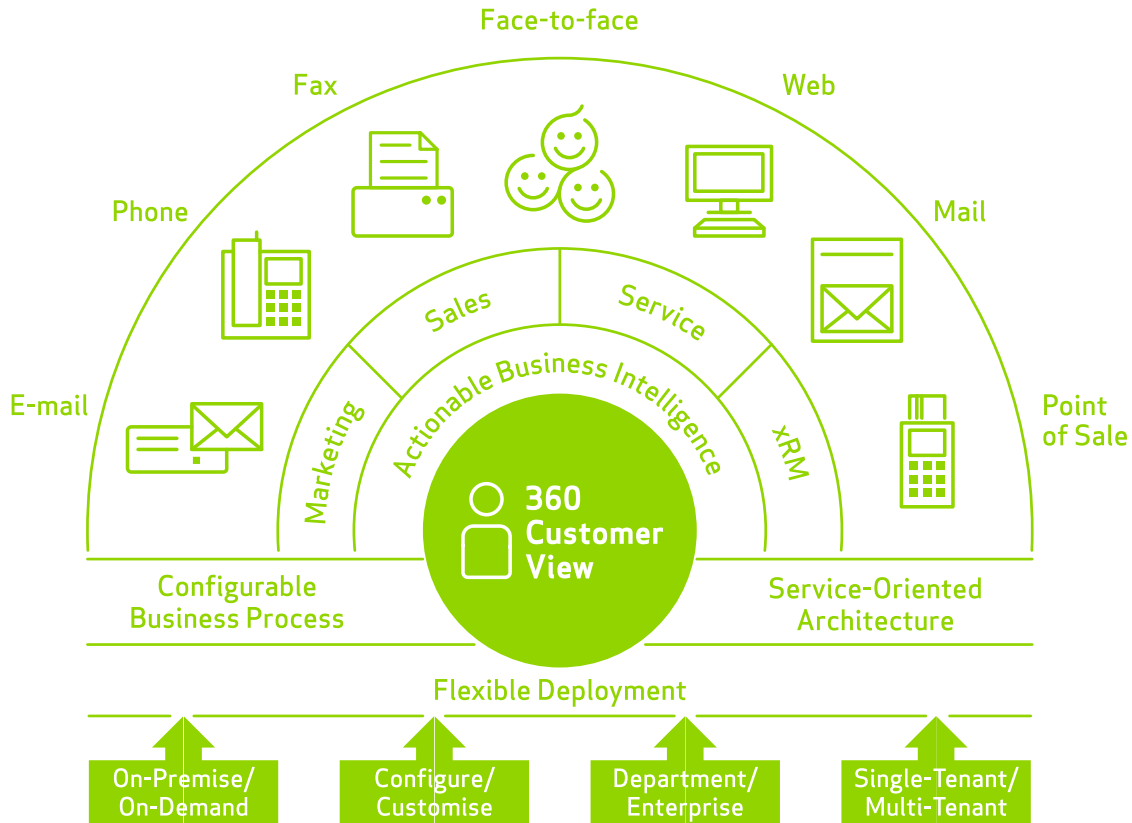 Face-to-face
Fax
Web
Phone
Mail
E-mail
Point
of Sale
Sales
Service
Marketing
xRM
Actionable Business Intelligence
360
Customer
View
Configurable
Business Process
Service-Oriented
Architecture
Flexible Deployment
On-Premise/
On-Demand
Configure/
Customise
Department/
Enterprise
Single-Tenant/
Multi-Tenant